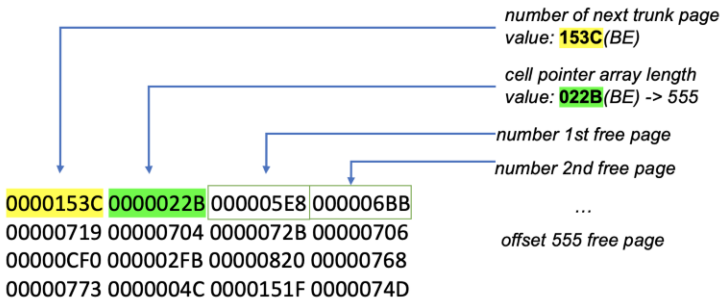 number of next trunk page
value: 153C(BE)
cell pointer array length
value: 022B(BE) -> 555
number 1st free page
number 2nd free page
...
offset 555 free page
0000153C 0000022B 000005E8 000006BB
00000719 00000704 0000072B 00000706
00000CF0 000002FB 00000820 00000768
00000773 0000004C 0000151F 0000074D